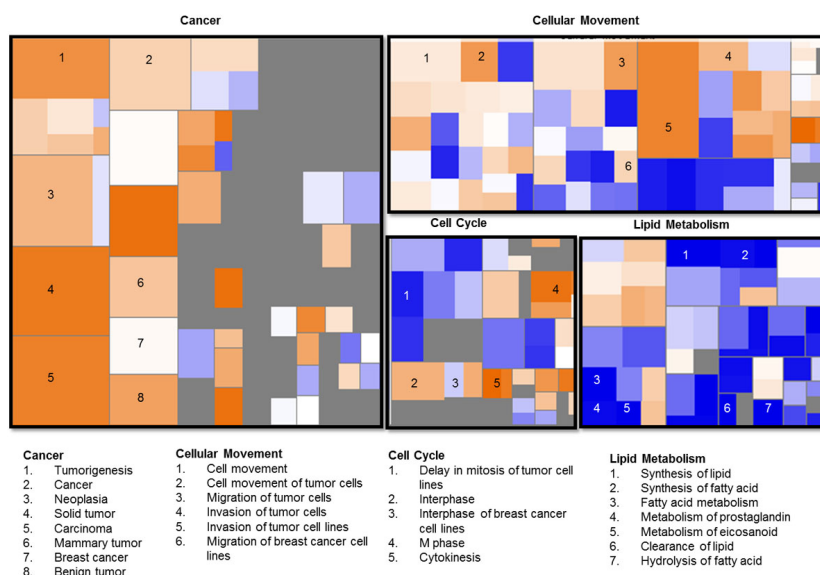 Cancer
1
2
3
4
5
6
7
8
Cellular Movement
1
2
3
4
5
6
Cell Cycle
1
2
3
4
5
Lipid Metabolism
1
2
3
4
5
6
7
Cancer
1. Tumorigenesis
2. Cancer
3. Neoplasia
4. Solid tumor
5. Carcinoma
6. Mammary tumor
7. Breast cancer
8. Benign tumor
Cellular Movement
1. Cell movement
2. Cell movement of tumor cells
3. Migration of tumor cells
4. Invasion of tumor cells
5. Invasion of tumor cell lines
6. Migration of breast cancer cell
lines
Cell Cycle
1. Delay in mitosis of tumor cell
lines
2. Interphase
3. Interphase of breast cancer
cell lines
4. M phase
5. Cytokinesis
Lipid Metabolism
1. Synthesis of lipid
2. Synthesis of fatty acid
3. Fatty acid metabolism
4. Metabolism of prostaglandin
5. Metabolism of eicosanoid
6. Clearance of lipid
7. Hydrolysis of fatty acid